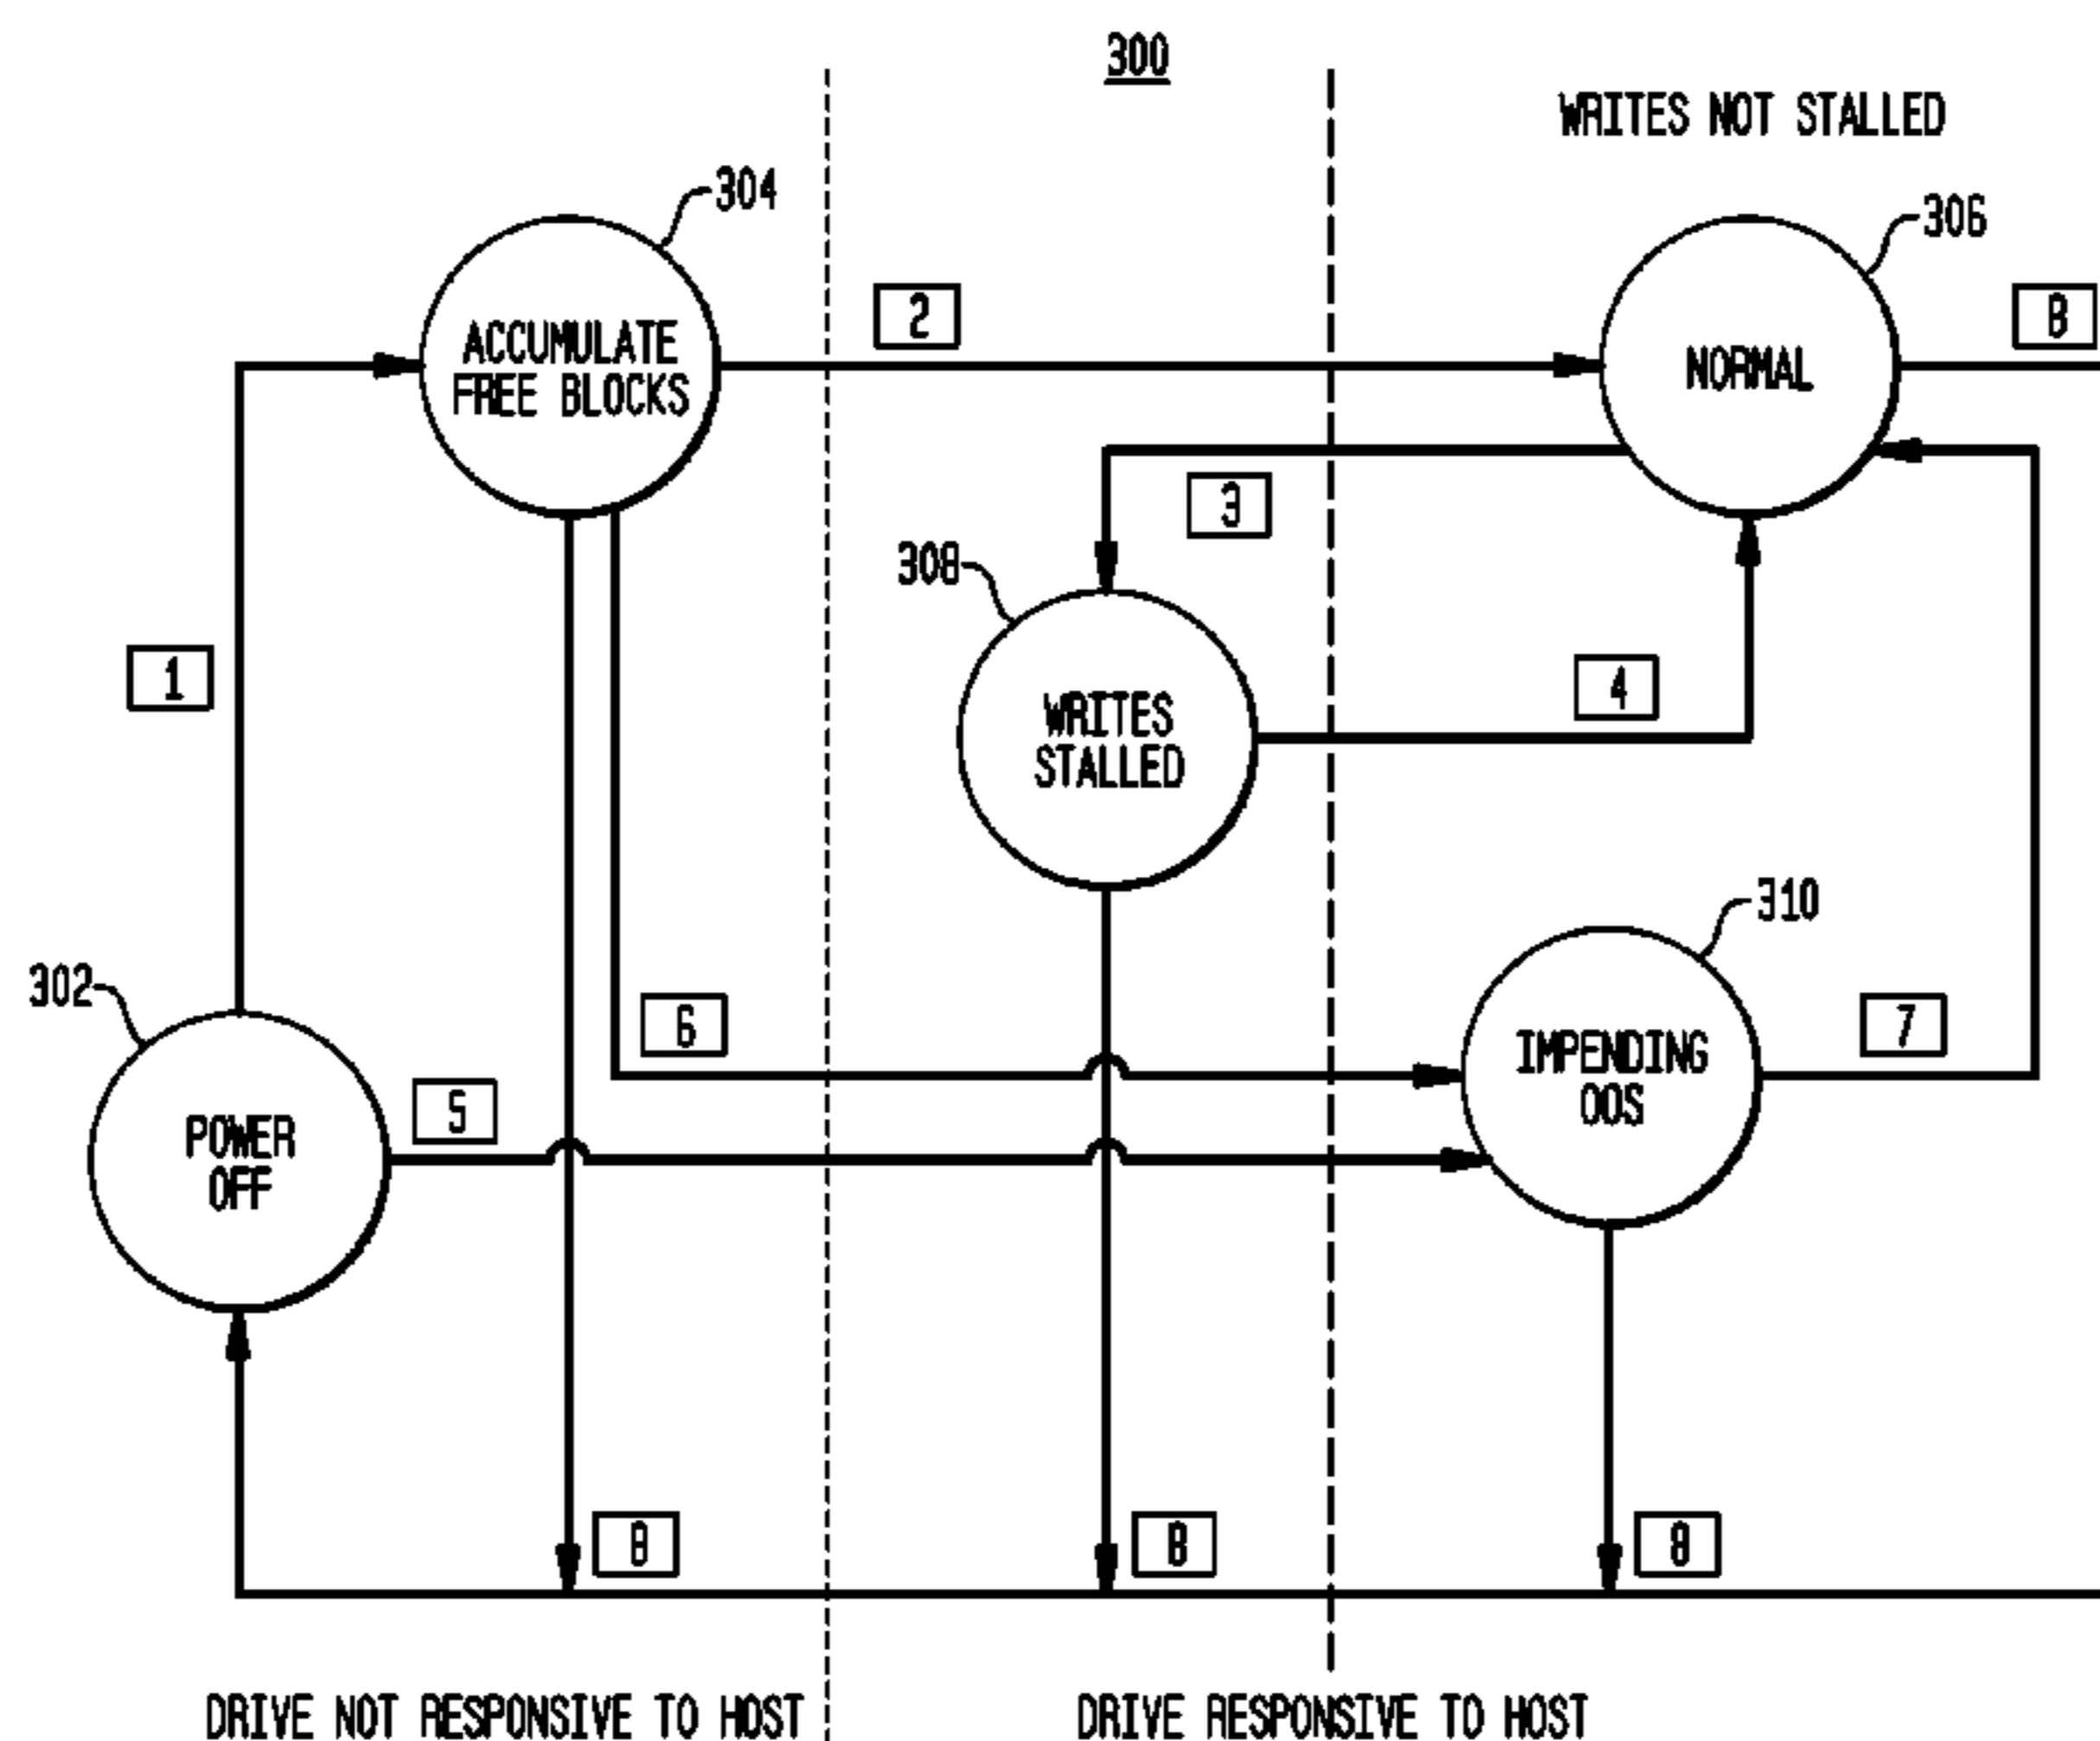 300
WRITES NOT STALLED
304
306
2
8
ACCUMULATE
FREE BLOCKS
NORMAL
3
308
1
4
WRITES
STALLED
310
302
6
7
IMPENDING
OOS
5
POWER
OFF
8
8
8
DRIVE NOT RESPONSIVE TO HOST
DRIVE RESPONSIVE TO HOST